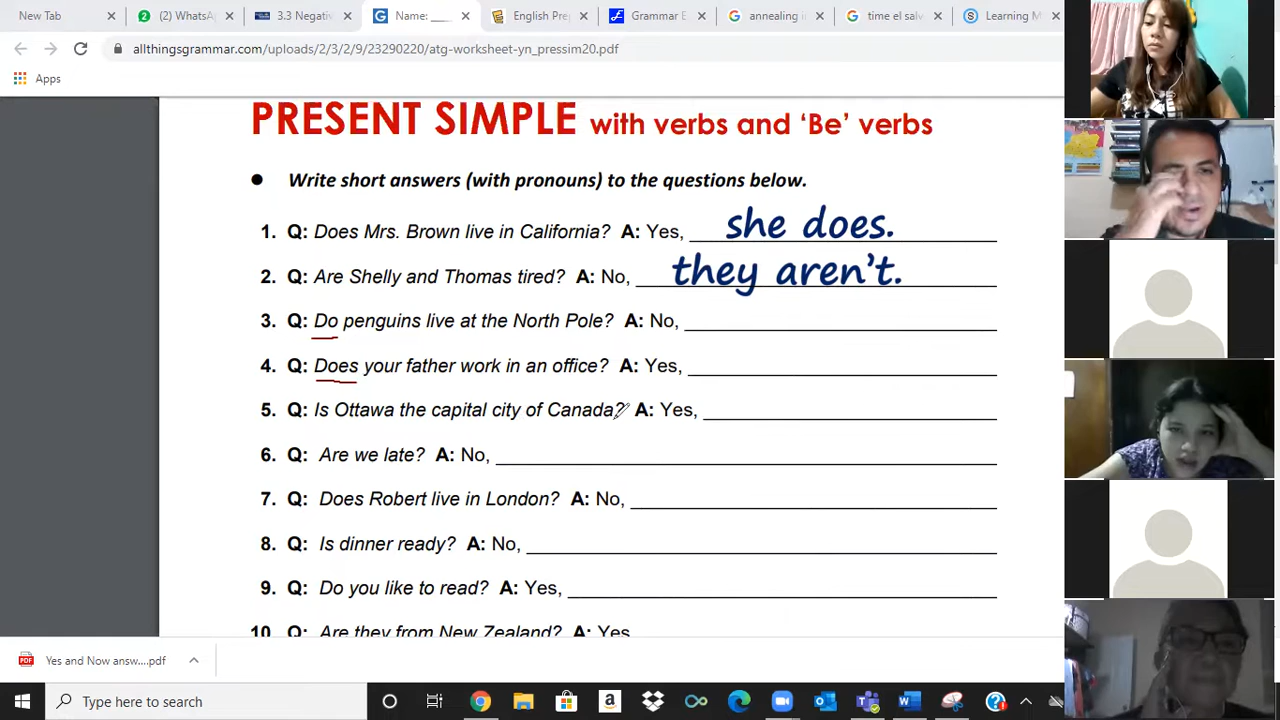 New Tab
(2) WhatsA
3.3 Negativ
Name: ____
English Pre
Grammar E
annealing in
time el salv
Learning M
allthingsgrammar.com/uploads/2/3/2/9/23290220/atg-worksheet-yn_pressim20.pdf
Apps
PRESENT SIMPLE with verbs and ‘Be’ verbs
● Write short answers (with pronouns) to the questions below.
1. Q: Does Mrs. Brown live in California? A: Yes, she does.
2. Q: Are Shelly and Thomas tired? A: No, they aren’t.
3. Q: Do penguins live at the North Pole? A: No,
4. Q: Does your father work in an office? A: Yes,
5. Q: Is Ottawa the capital city of Canada? A: Yes,
6. Q: Are we late? A: No,
7. Q: Does Robert live in London? A: No,
8. Q: Is dinner ready? A: No,
9. Q: Do you like to read? A: Yes,
10. Q: Are they from New Zealand? A: Yes
Yes and Now answ....pdf
Type here to search